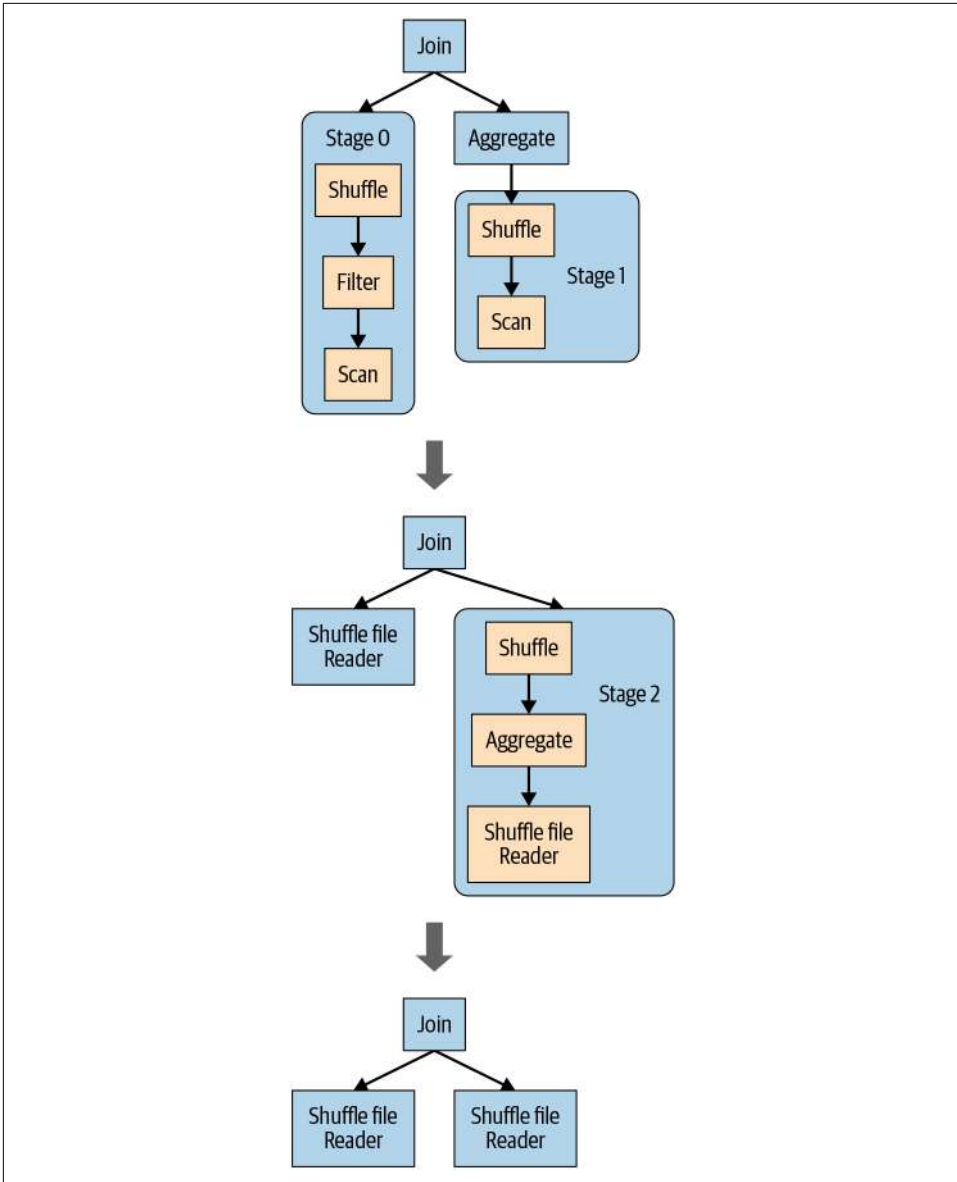 Join
Stage 0
Aggregate
Shuffle
Shuffle
Filter
Stage 1
Scan
Scan
Join
Shuffle file
Reader
Shuffle
Stage 2
Aggregate
Shuffle file
Reader
Join
Shuffle file
Reader
Shuffle file
Reader